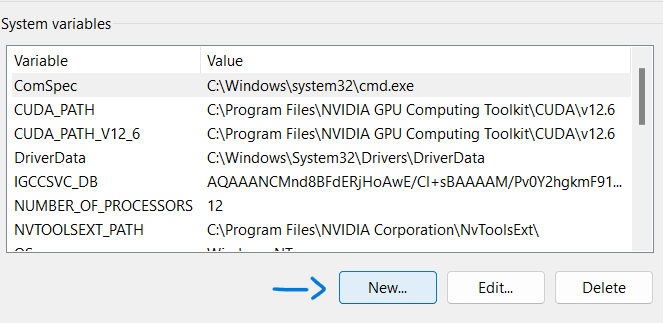 System variables
Variable Value
ComSpec C:\Windows\system32\cmd.exe
CUDA_PATH C:\Program Files\NVIDIA GPU Computing Toolkit\CUDA\v12.6
CUDA_PATH_V12_6 C:\Program Files\NVIDIA GPU Computing Toolkit\CUDA\v12.6
DriverData C:\Windows\System32\Drivers\DriverData
IGCCSVC_DB AQAAANCMnd8BFdERjHoAwE/Cl+sBAAAAM/Pv0Y2hgkmF91...
NUMBER_OF_PROCESSORS 12
NVTOOLSEXT_PATH C:\Program Files\NVIDIA Corporation\NvToolsExt\
OS Windows_NT
New... Edit... Delete